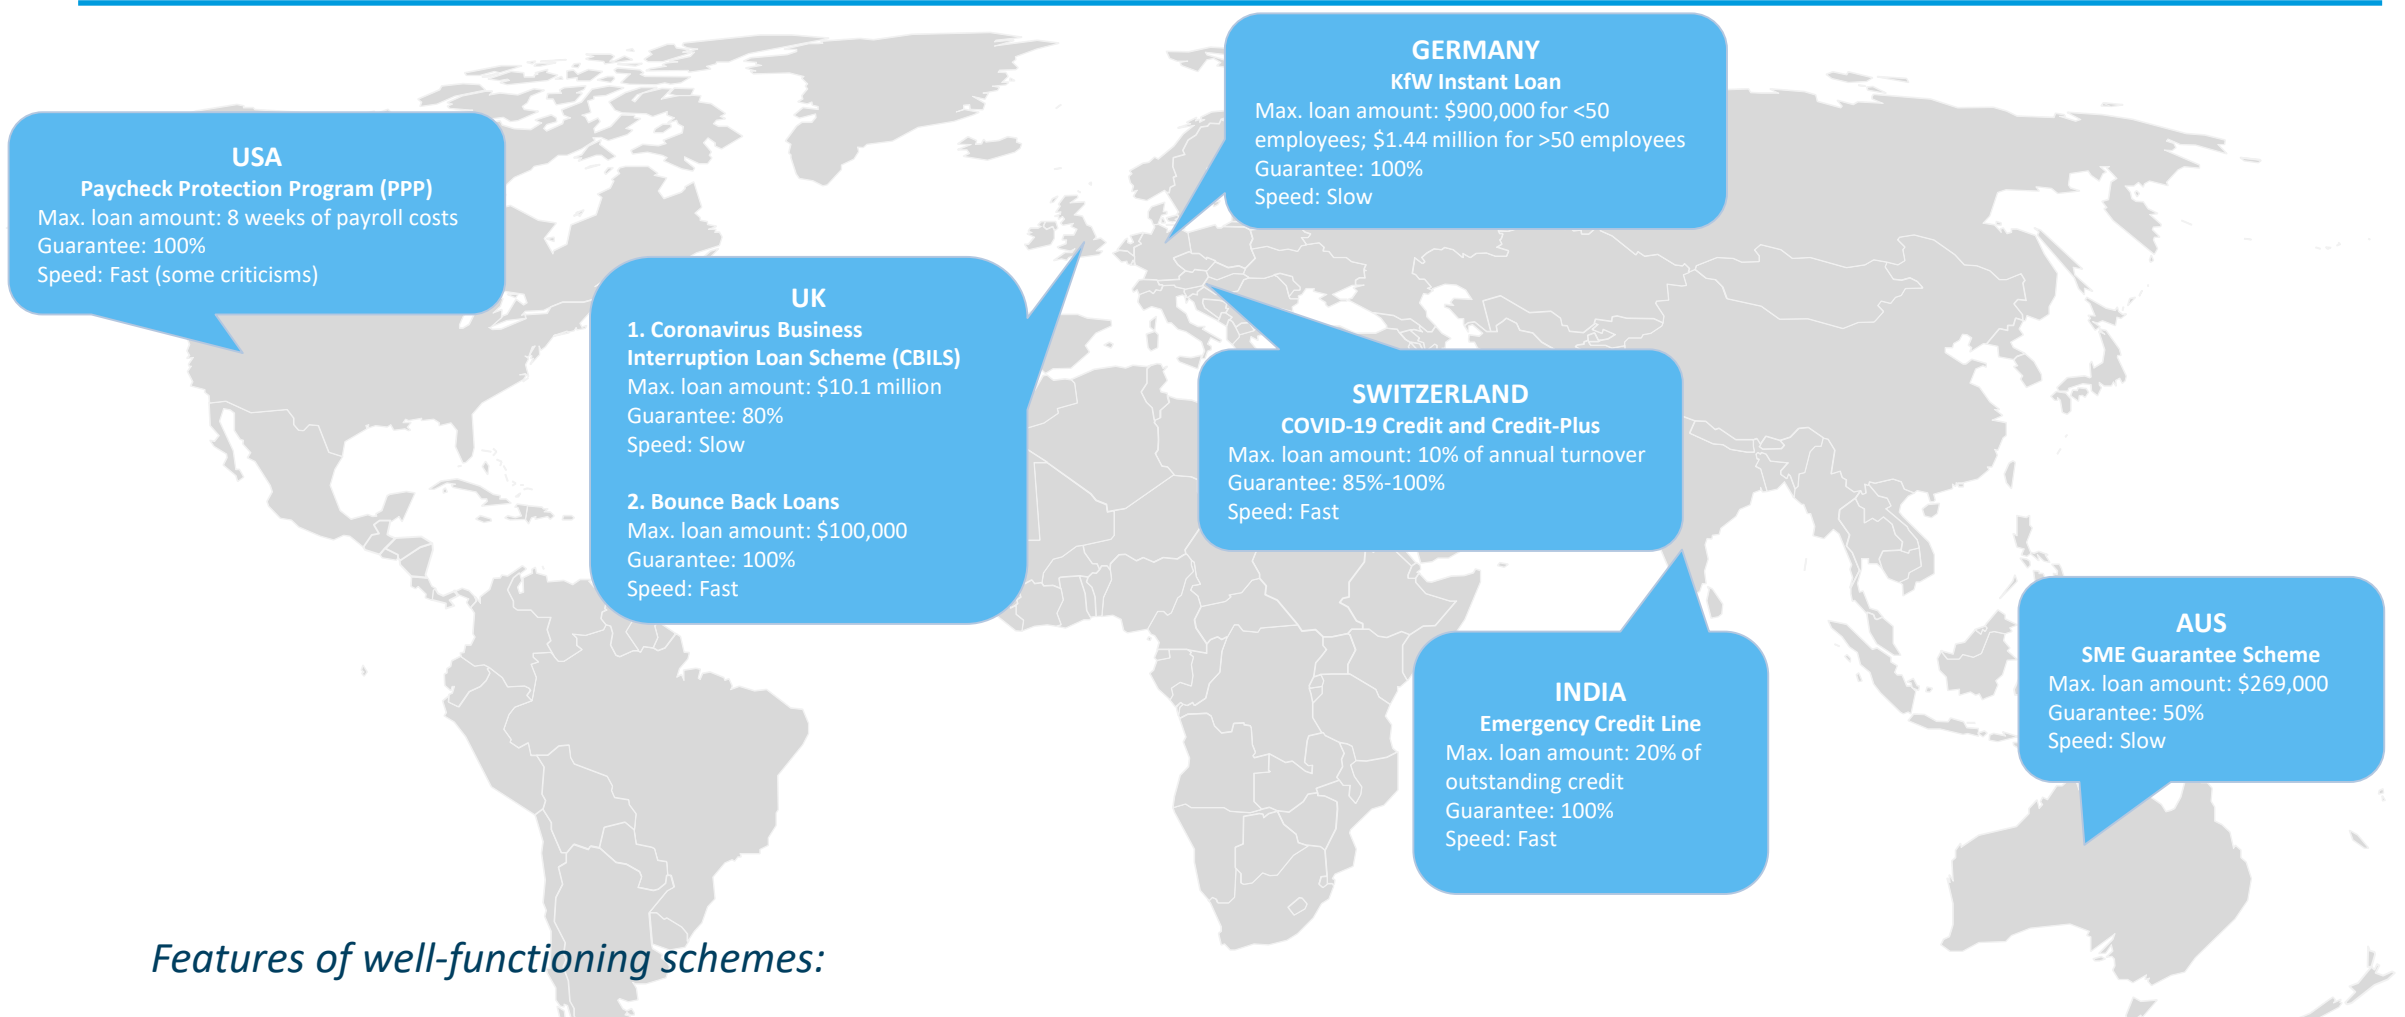 USA
Paycheck Protection Program (PPP)
Max. loan amount: 8 weeks of payroll costs
Guarantee: 100%
Speed: Fast (some criticisms)
UK
1. Coronavirus Business
Interruption Loan Scheme (CBILS)
Max. loan amount: $10.1 million
Guarantee: 80%
Speed: Slow
2. Bounce Back Loans
Max. loan amount: $100,000
Guarantee: 100%
Speed: Fast
GERMANY
KfW Instant Loan
Max. loan amount: $900,000 for <50
employees; $1.44 million for >50 employees
Guarantee: 100%
Speed: Slow
SWITZERLAND
COVID-19 Credit and Credit-Plus
Max. loan amount: 10% of annual turnover
Guarantee: 85%-100%
Speed: Fast
INDIA
Emergency Credit Line
Max. loan amount: 20% of
outstanding credit
Guarantee: 100%
Speed: Fast
AUS
SME Guarantee Scheme
Max. loan amount: $269,000
Guarantee: 50%
Speed: Slow
Features of well-functioning schemes: